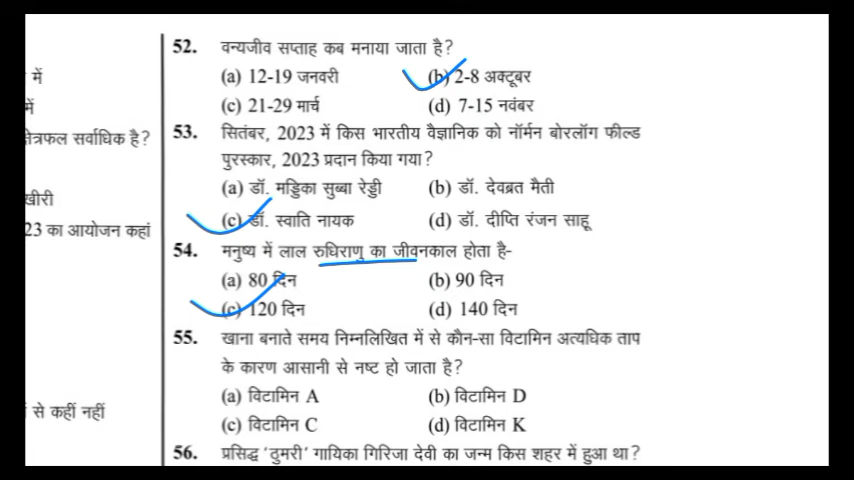 में
में
क्षेत्रफल सर्वाधिक है?
खीरी
23 का आयोजन कहां
से कहीं नहीं
52. वन्यजीव सप्ताह कब मनाया जाता है?
(a) 12-19 जनवरी (b) 2-8 अक्टूबर
(c) 21-29 मार्च (d) 7-15 नवंबर
53. सितंबर, 2023 में किस भारतीय वैज्ञानिक को नॉर्मन बोरलॉग फील्ड
पुरस्कार, 2023 प्रदान किया गया?
(a) डॉ. मड्डिका सुब्बा रेड्डी (b) डॉ. देवब्रत मैती
(c) डॉ. स्वाति नायक (d) डॉ. दीप्ति रंजन साहू
54. मनुष्य में लाल रुधिराणु का जीवनकाल होता है-
(a) 80 दिन (b) 90 दिन
(c) 120 दिन (d) 140 दिन
55. खाना बनाते समय निम्नलिखित में से कौन-सा विटामिन अत्यधिक ताप
के कारण आसानी से नष्ट हो जाता है?
(a) विटामिन A (b) विटामिन D
(c) विटामिन C (d) विटामिन K
56. प्रसिद्ध 'ठुमरी' गायिका गिरिजा देवी का जन्म किस शहर में हुआ था?